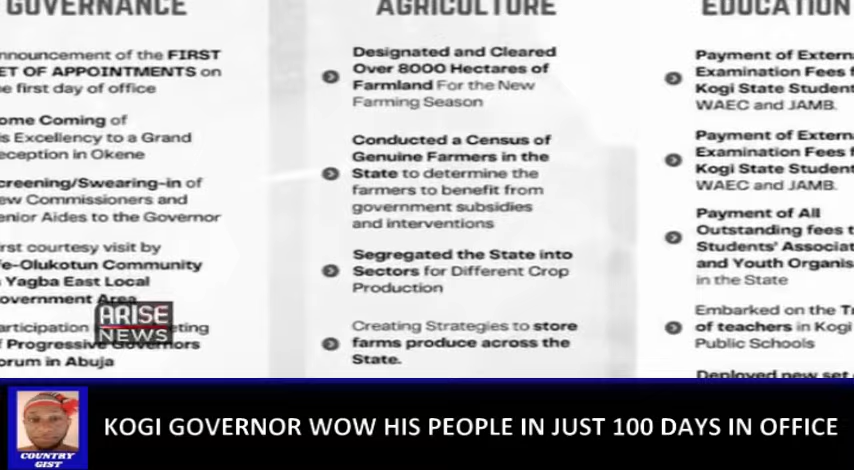 GOVERNANCE
nnouncement of the FIRST
ET OF APPOINTMENTS on
e first day of office
ome Coming of
is Excellency to a Grand
eception in Okene
creening/Swearing-in of
ew Commissioners and
enior Aides to the Governor
rst courtesy visit by
fe-Olukotun Community
Yagba East Local
overnment Area
articipation
eting
f Progressive Governors
orum in Abuja
ARISE
NEWS
AGRICULTURE
Designated and Cleared
Over 8000 Hectares of
Farmland For the New
Farming Season
Conducted a Census of
Genuine Farmers in the
State to determine the
farmers to benefit from
government subsidies
and interventions
Segregated the State into
Sectors for Different Crop
Production
Creating Strategies to store
farms produce across the
State.
EDUCATION
Payment of Extern
Examination Fees f
Kogi State Student
WAEC and JAMB.
Payment of Externa
Examination Fees f
Kogi State Student
WAEC and JAMB.
Payment of All
Outstanding fees t
Students' Associat
and Youth Organis
in the State
Embarked on the Tr
of teachers in Kogi
Public Schools
Deployed new set
COUNTRY
GIST
KOGI GOVERNOR WOW HIS PEOPLE IN JUST 100 DAYS IN OFFICE